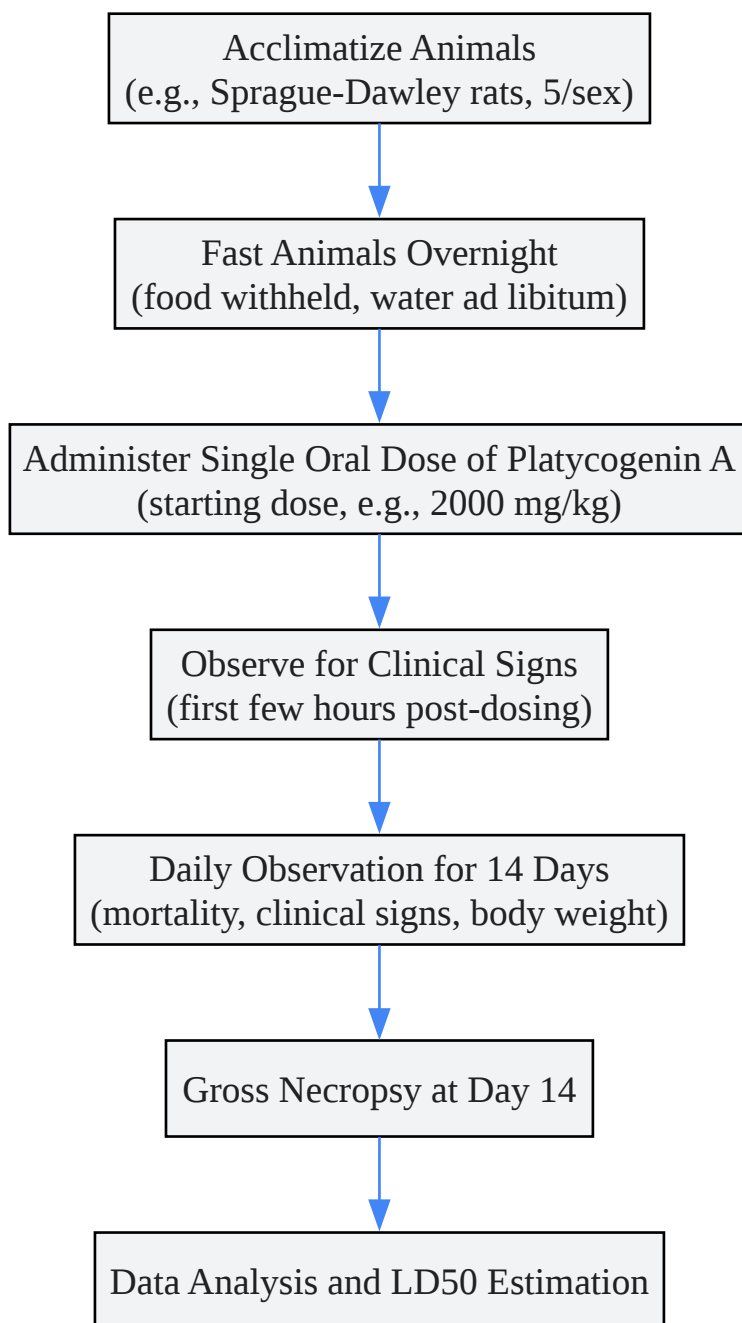 Acclimatize Animals
(e.g., Sprague-Dawley rats, 5/sex)
Fast Animals Overnight
(food withheld, water ad libitum)
Administer Single Oral Dose of Platycogenin A
(starting dose, e.g., 2000 mg/kg)
Observe for Clinical Signs
(first few hours post-dosing)
Daily Observation for 14 Days
(mortality, clinical signs, body weight)
Gross Necropsy at Day 14
Data Analysis and LD50 Estimation